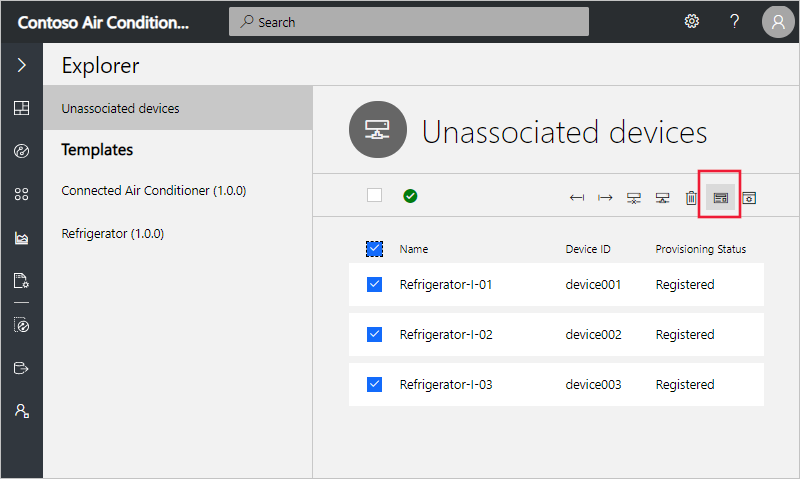 Contoso Air Condition...
Search
?
Explorer
Unassociated devices
Templates
Connected Air Conditioner (1.0.0)
Refrigerator (1.0.0)
Unassociated devices
Name Device ID Provisioning Status
Refrigerator-I-01 device001 Registered
Refrigerator-I-02 device002 Registered
Refrigerator-I-03 device003 Registered